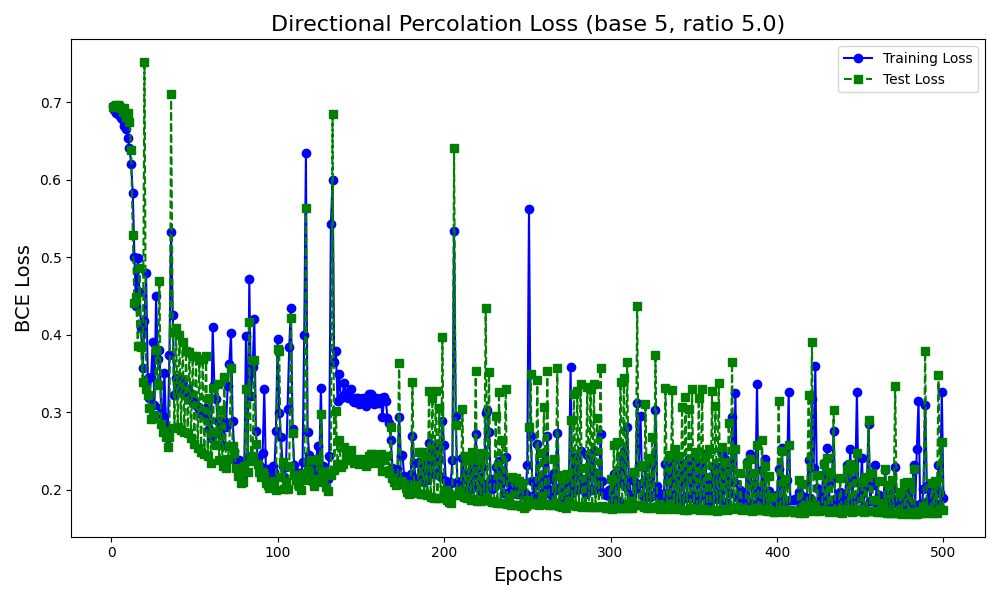 Directional Percolation Loss (base 5, ratio 5.0)
Training Loss
Test Loss
BCE Loss
0.7
0.6
0.5
0.4
0.3
0.2
0
100
200
300
400
500
Epochs